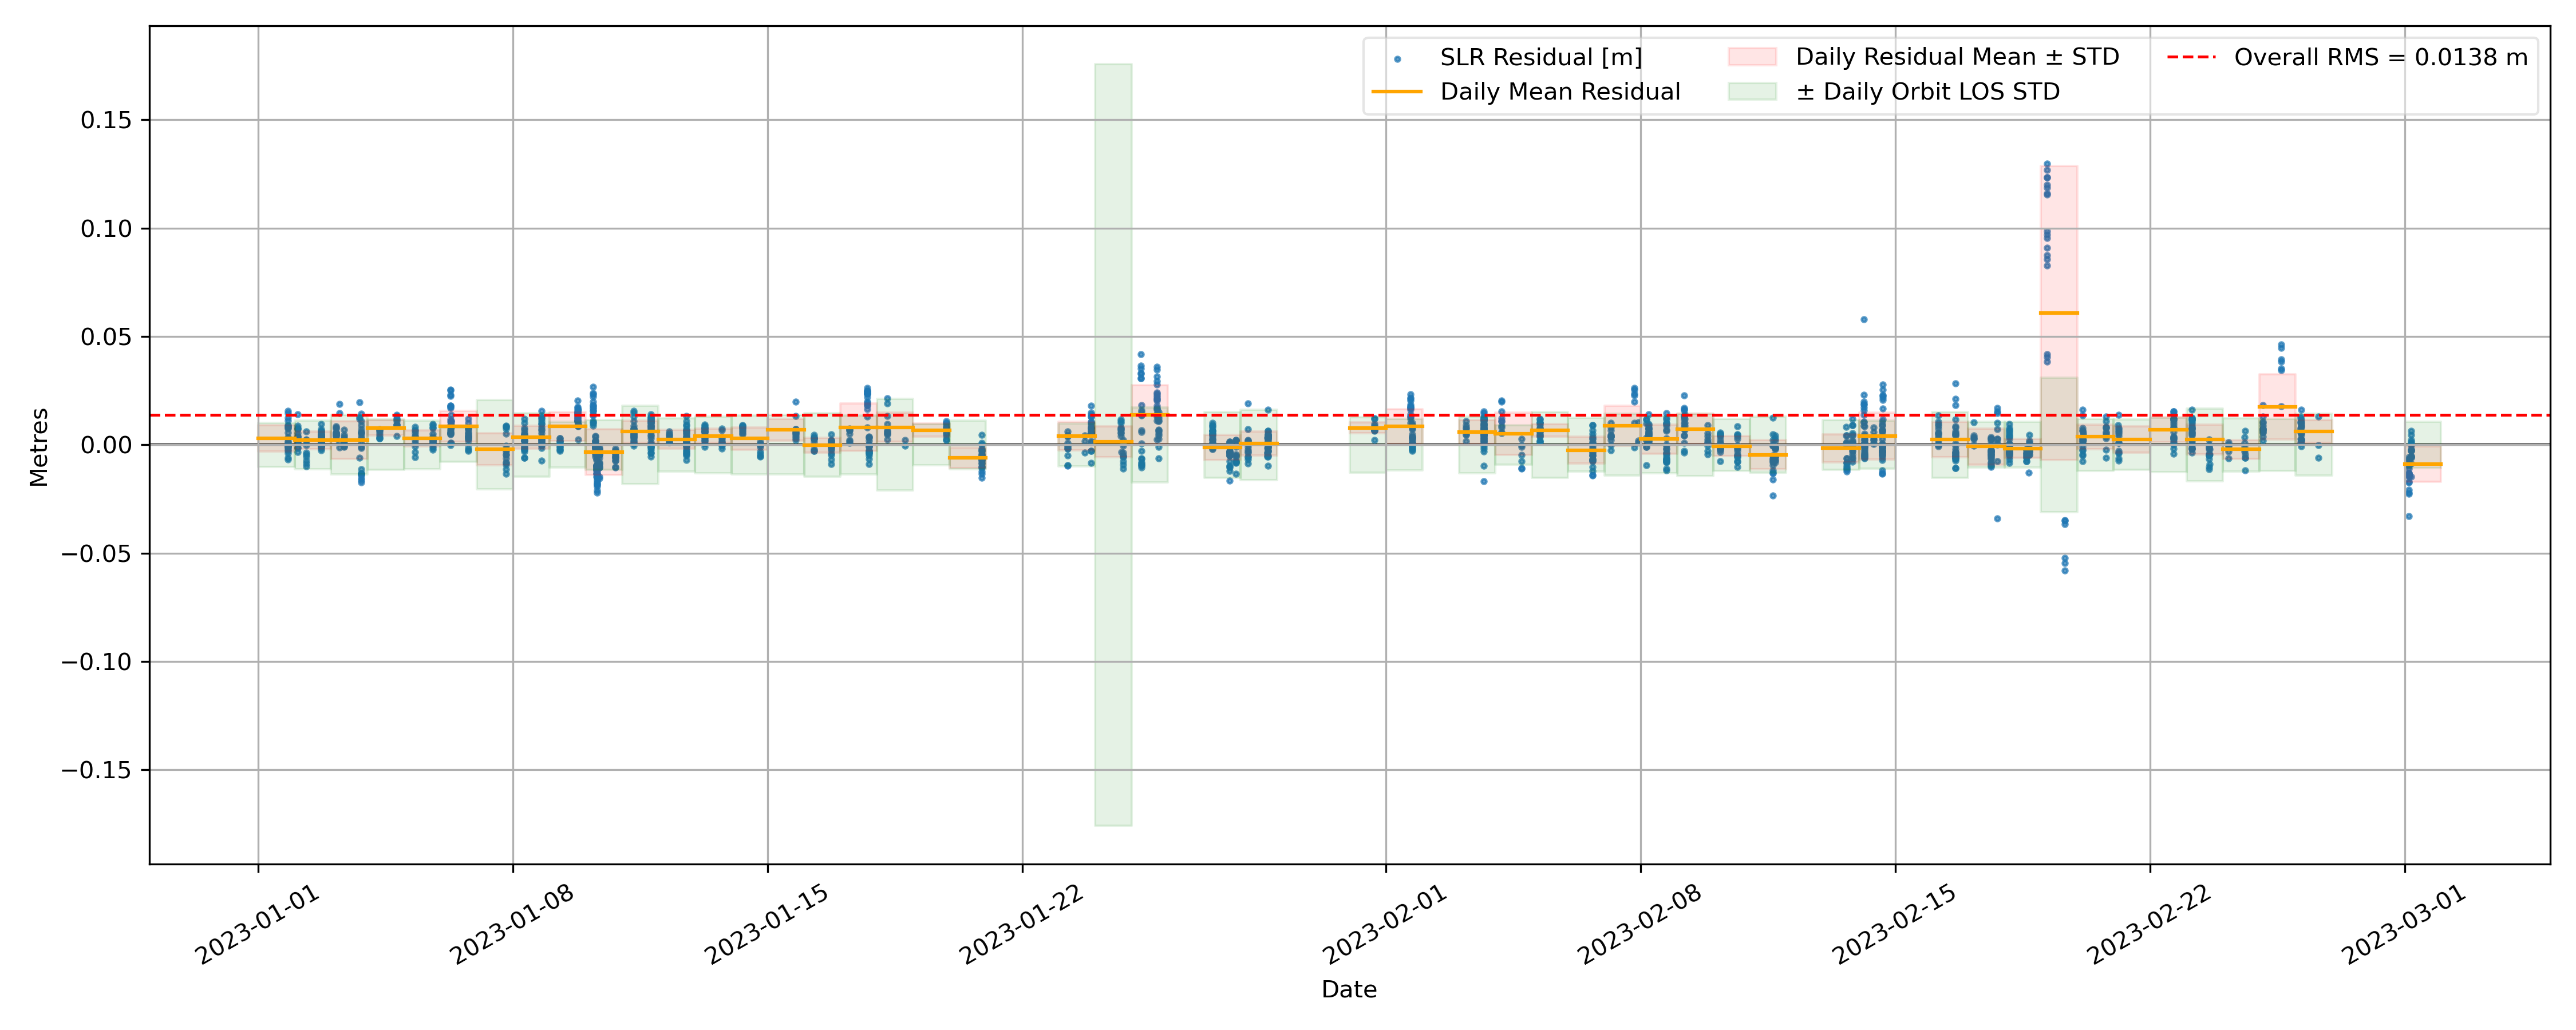 SLR Residual [m]
Daily Mean Residual
Daily Residual Mean ± STD
± Daily Orbit LOS STD
Overall RMS = 0.0138 m
0.15
0.10
0.05
0.00
−0.05
−0.10
−0.15
Metres
2023-01-01
2023-01-08
2023-01-15
2023-01-22
2023-02-01
2023-02-08
2023-02-15
2023-02-22
2023-03-01
Date